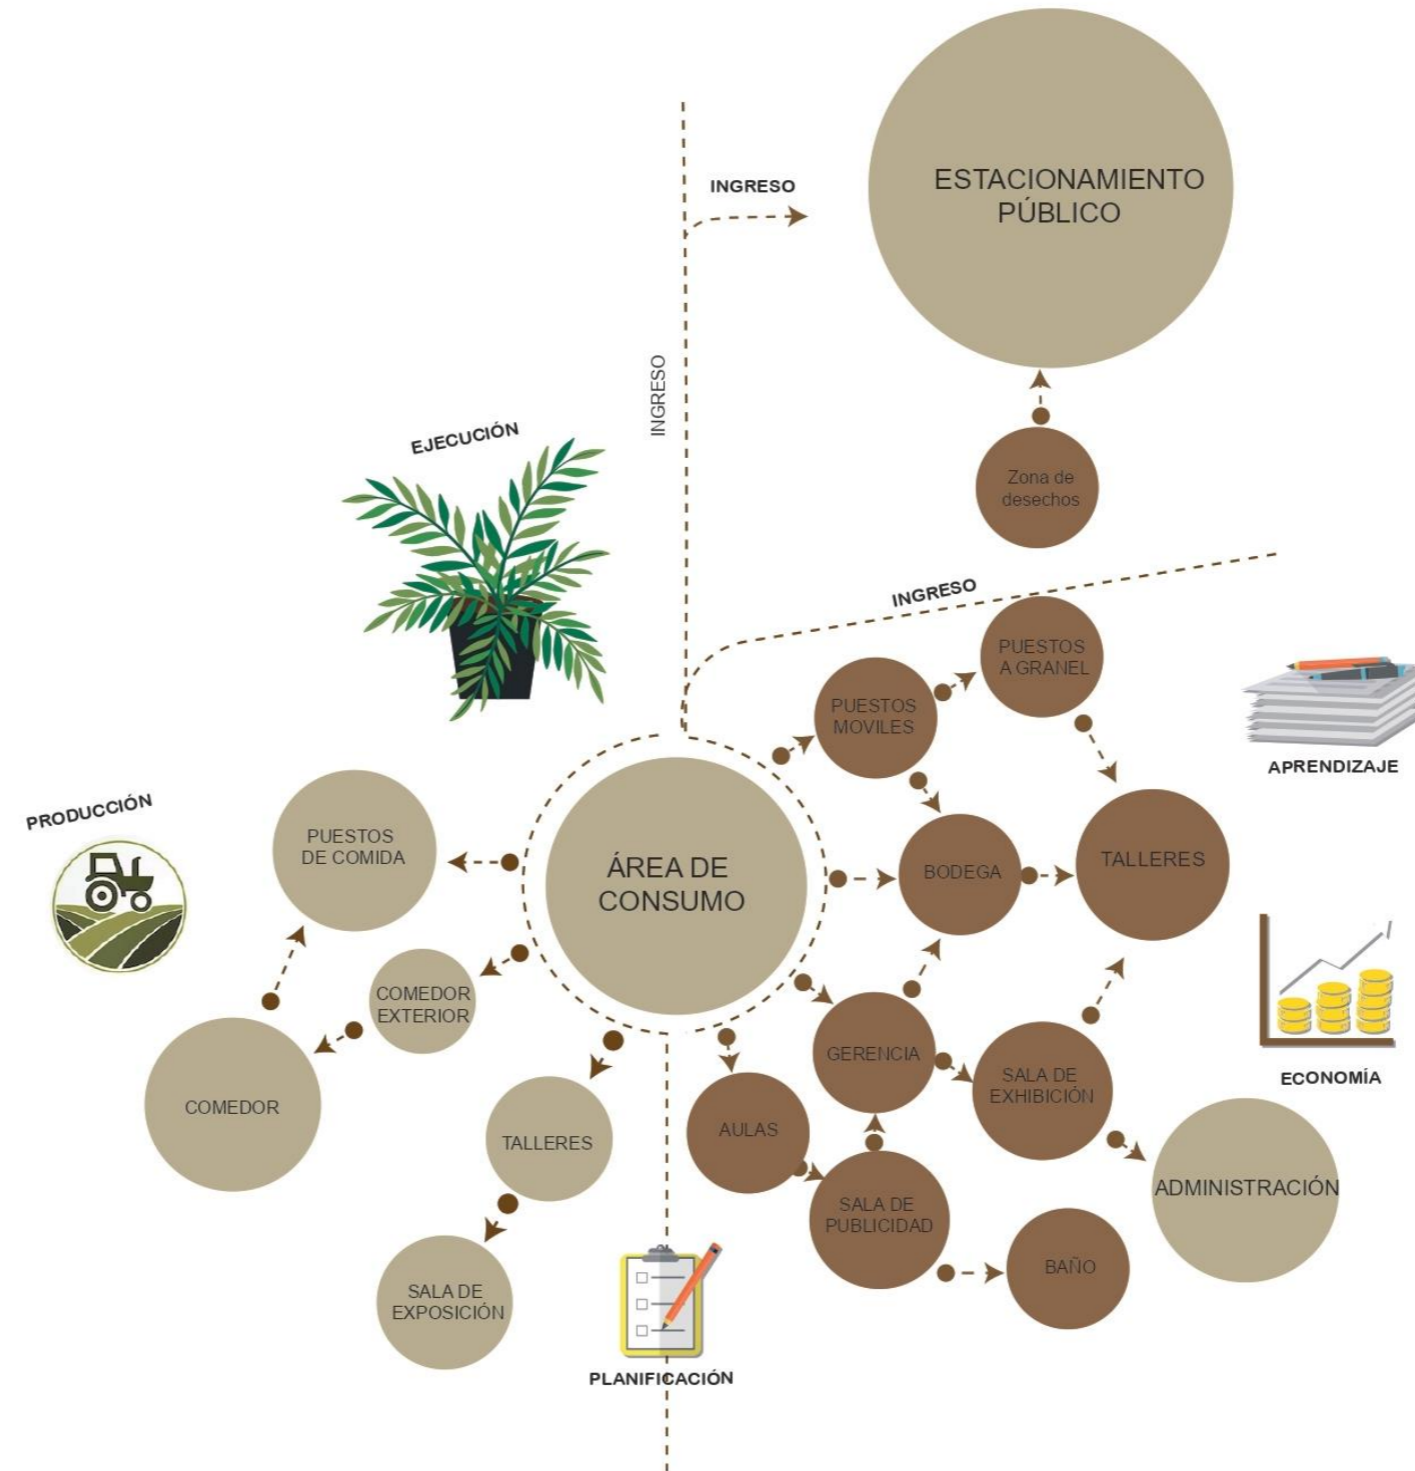 ESTACIONAMIENTO
PÚBLICO
INGRESO
INGRESO
EJECUCIÓN
Zona de
desechos
INGRESO
PUESTOS
A GRANEL
PUESTOS
MOVILES
APRENDIZAJE
PRODUCCIÓN
PUESTOS
DE COMIDA
ÁREA DE
CONSUMO
BODEGA
TALLERES
COMEDOR
EXTERIOR
GERENCIA
SALA DE
EXHIBICIÓN
ECONOMÍA
COMEDOR
TALLERES
AULAS
ADMINISTRACIÓN
SALA DE
PUBLICIDAD
BAÑO
SALA DE
EXPOSICIÓN
PLANIFICACIÓN